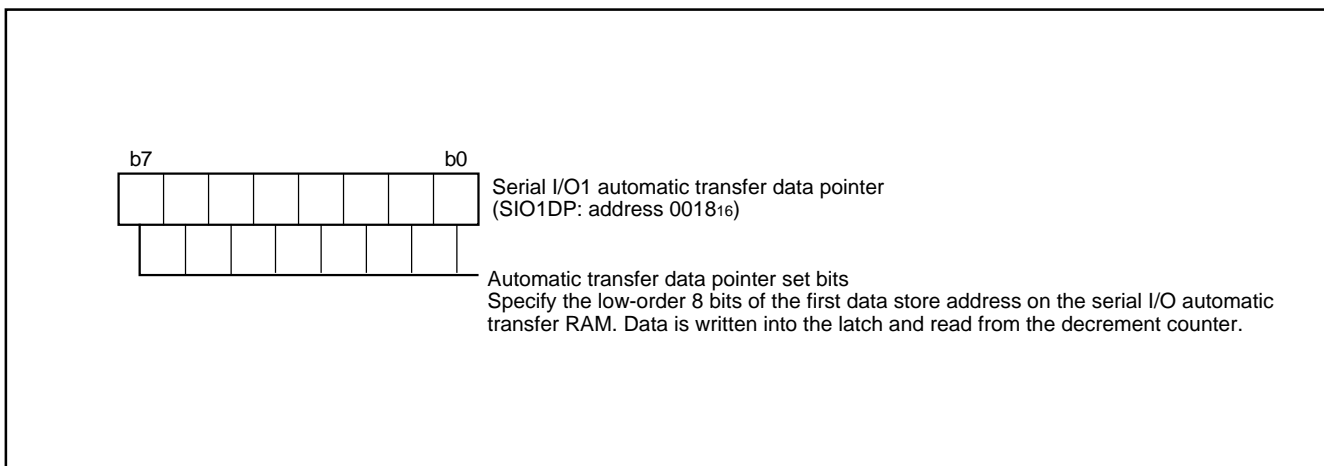 b7 b0
Serial I/O1 automatic transfer data pointer
(SIO1DP: address 0018₁₆)
Automatic transfer data pointer set bits
Specify the low-order 8 bits of the first data store address on the serial I/O automatic
transfer RAM. Data is written into the latch and read from the decrement counter.